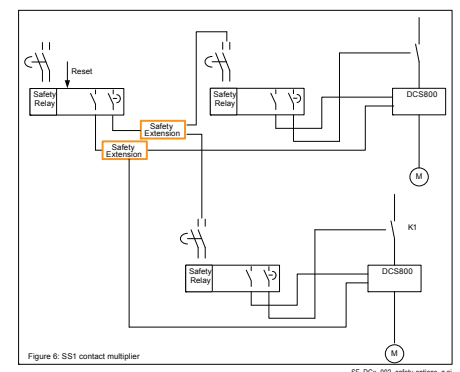 Reset
Safety
Relay
Safety
Relay
DCS800
Safety
Extension
Safety
Extension
M
K1
Safety
Relay
DCS800
M
Figure 6: SS1 contact multiplier